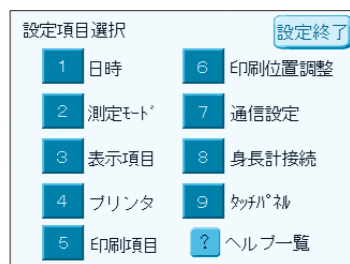 設定項目選択 設定終了
1 日時 6 印刷位置調整
2 測定ﾓｰﾄﾞ 7 通信設定
3 表示項目 8 身長計接続
4 プリンタ 9 ﾀｯﾁﾊﾟﾈﾙ
5 印刷項目 ? ヘルプ一覧